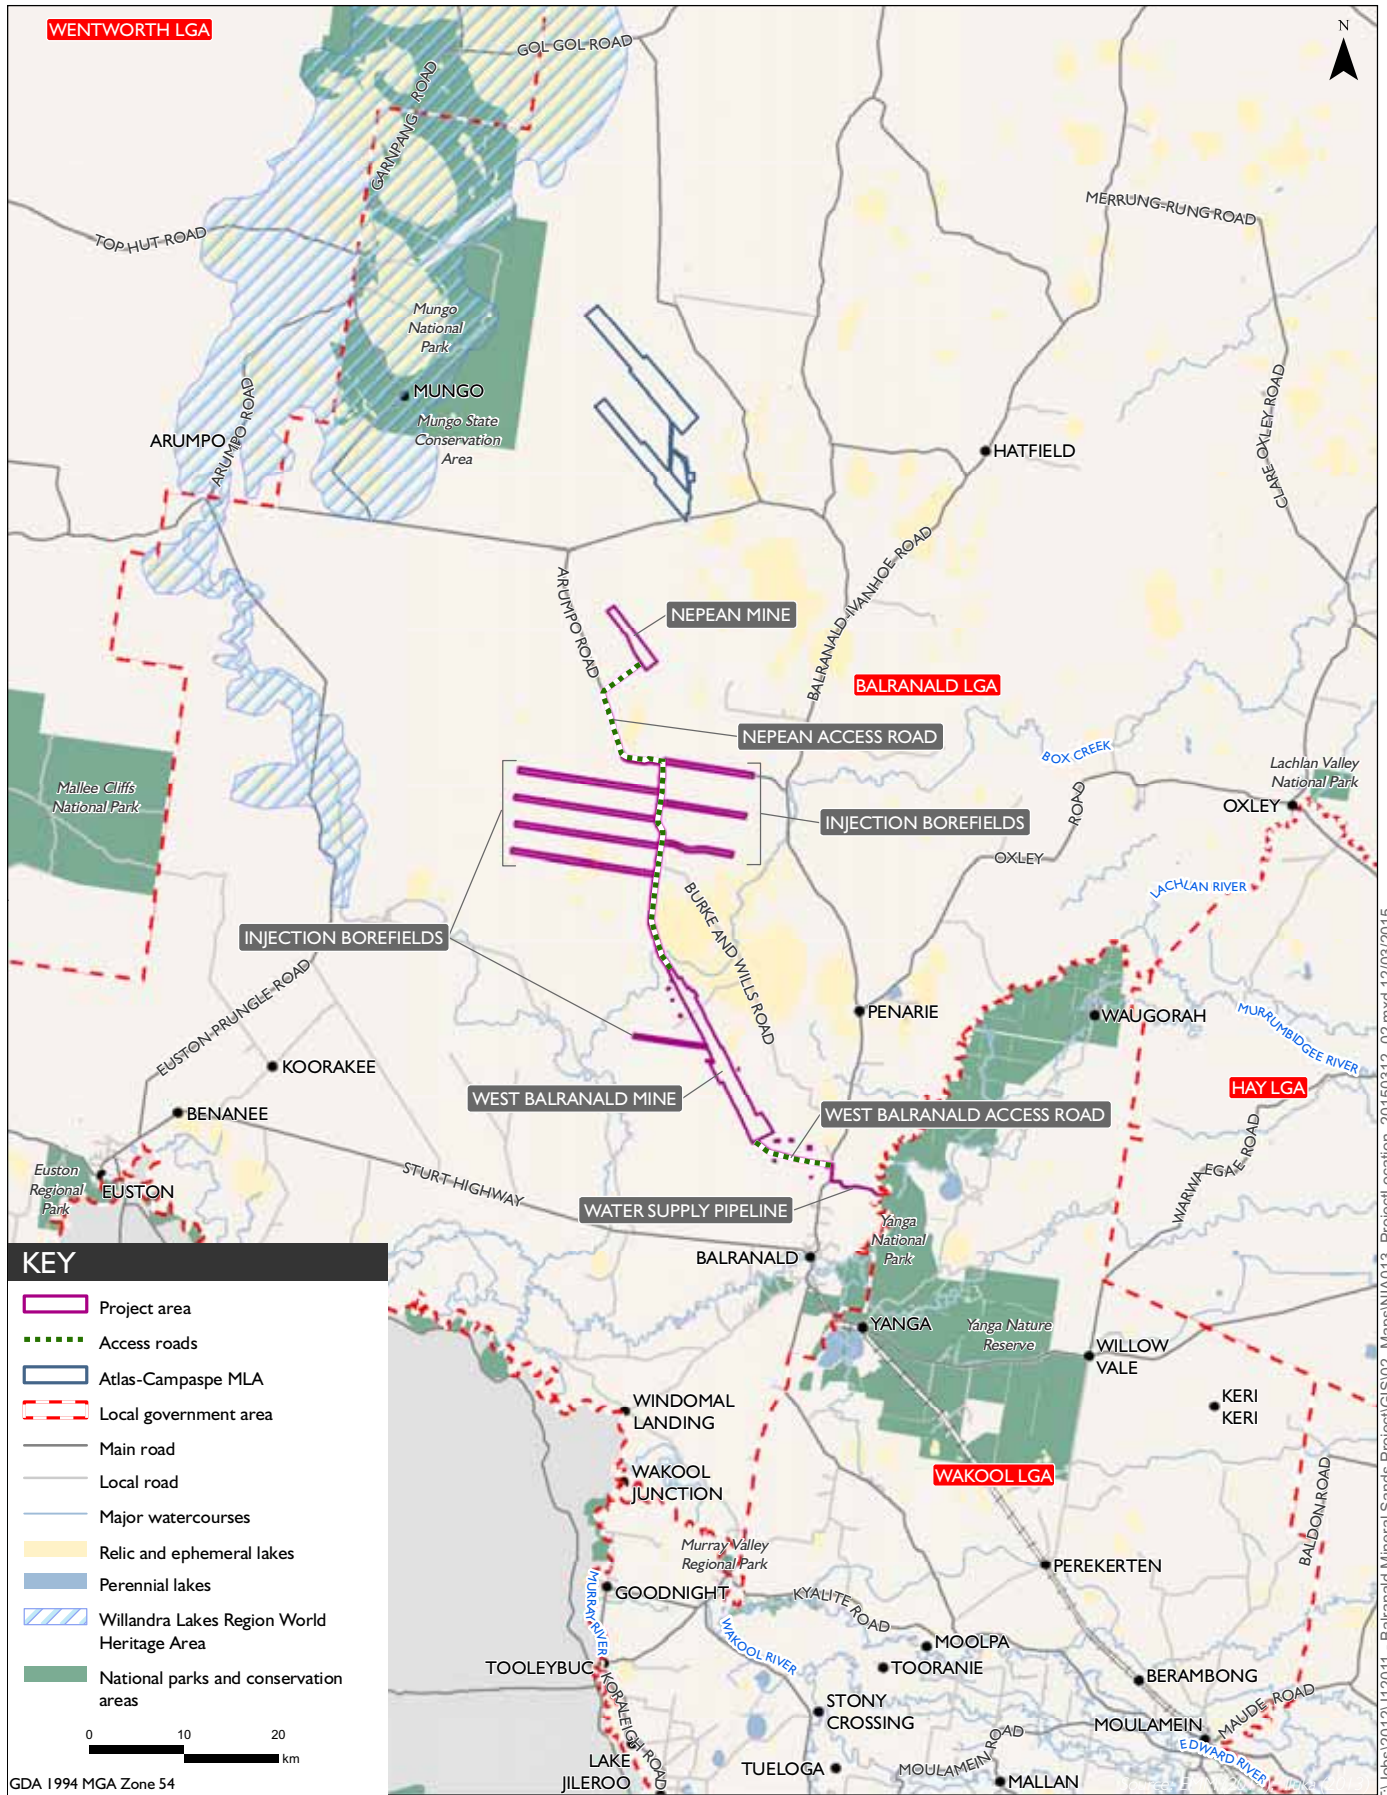 WENTWORTH LGA
GOL GOL ROAD
N
GARNPANG ROAD
MERRUNG-RUNG ROAD
TOP HUT ROAD
Mungo
National
Park
MUNGO
Mungo State
Conservation
Area
ARUMPO
ARUMPO ROAD
HATFIELD
CLARE OXLEY ROAD
BALRANALD IVANHOE ROAD
ARUMPO ROAD
NEPEAN MINE
BALRANALD LGA
NEPEAN ACCESS ROAD
BOX CREEK
Lachlan Valley
National Park
Mallee Cliffs
National Park
OXLEY
INJECTION BOREFIELDS
OXLEY ROAD
LACHLAN RIVER
BURKE AND WILLS ROAD
INJECTION BOREFIELDS
EUSTON-PRUNGLE ROAD
PENARIE
WAUGORAH
MURRUMBIDGEE RIVER
KOORAKEE
HAY LGA
WEST BALRANALD MINE
BENANEE
WEST BALRANALD ACCESS ROAD
WARWAEGAE ROAD
Euston
Regional
Park
EUSTON
STURT HIGHWAY
WATER SUPPLY PIPELINE
Yanga
National
Park
BALRANALD
YANGA
Yanga Nature
Reserve
WILLOW
VALE
KERI
KERI
WINDOMAL
LANDING
WAKOOL LGA
WAKOOL
JUNCTION
BALDON ROAD
Murray Valley
Regional Park
PEREKERTEN
GOODNIGHT
KYALITE ROAD
MURRAY RIVER
WAKOOL RIVER
MOOLPA
TOORANIE
TOOLEYBUC
BERAMBONG
KORALEIGH ROAD
STONY
CROSSING
MAUDE ROAD
MOULAMEIN
EDWARD RIVER
MOULAMEIN ROAD
LAKE
JILEROO
TUELOGA
MALLAN
KEY
Project area
Access roads
Atlas-Campaspe MLA
Local government area
Main road
Local road
Major watercourses
Relic and ephemeral lakes
Perennial lakes
Willandra Lakes Region World
Heritage Area
National parks and conservation
areas
0 10 20
km
GDA 1994 MGA Zone 54